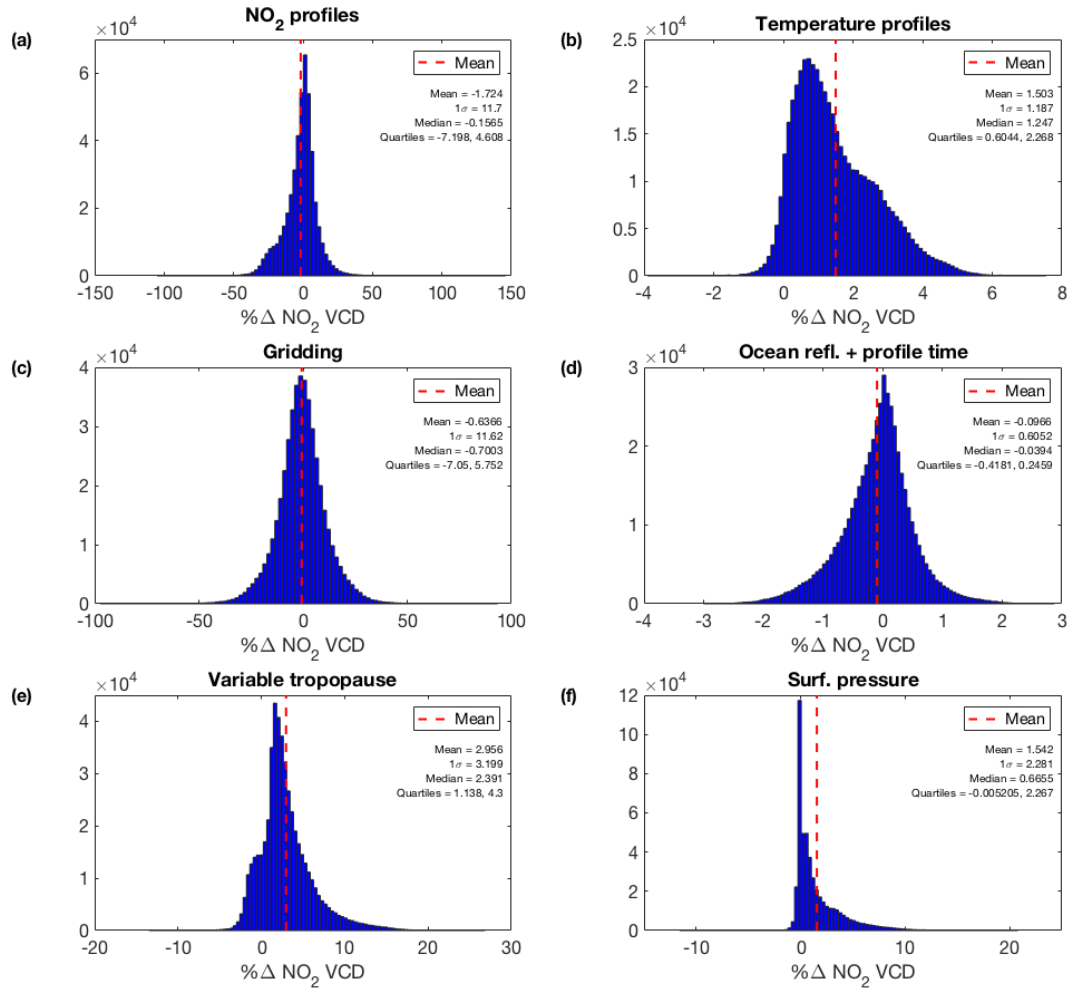 (a)
NO2 profiles
×10^4
6
4
2
0
-150
-100
-50
0
50
100
150
%Δ NO2 VCD
Mean
Mean = -1.724
1σ = 11.7
Median = -0.1565
Quartiles = -7.198, 4.608
(b)
Temperature profiles
×10^4
2.5
2
1.5
1
0.5
0
-4
-2
0
2
4
6
8
%Δ NO2 VCD
Mean
Mean = 1.503
1σ = 1.187
Median = 1.247
Quartiles = 0.6044, 2.268
(c)
Gridding
×10^4
4
3
2
1
0
-100
-50
0
50
100
%Δ NO2 VCD
Mean
Mean = -0.6366
1σ = 11.62
Median = -0.7003
Quartiles = -7.05, 5.752
(d)
Ocean refl. + profile time
×10^4
3
2
1
0
-4
-3
-2
-1
0
1
2
3
%Δ NO2 VCD
Mean
Mean = -0.0966
1σ = 0.6052
Median = -0.0394
Quartiles = -0.4181, 0.2459
(e)
Variable tropopause
×10^4
4
3
2
1
0
-20
-10
0
10
20
30
%Δ NO2 VCD
Mean
Mean = 2.956
1σ = 3.199
Median = 2.391
Quartiles = 1.138, 4.3
(f)
Surf. pressure
×10^4
12
10
8
6
4
2
0
-10
0
10
20
%Δ NO2 VCD
Mean
Mean = 1.542
1σ = 2.281
Median = 0.6655
Quartiles = -0.005205, 2.267